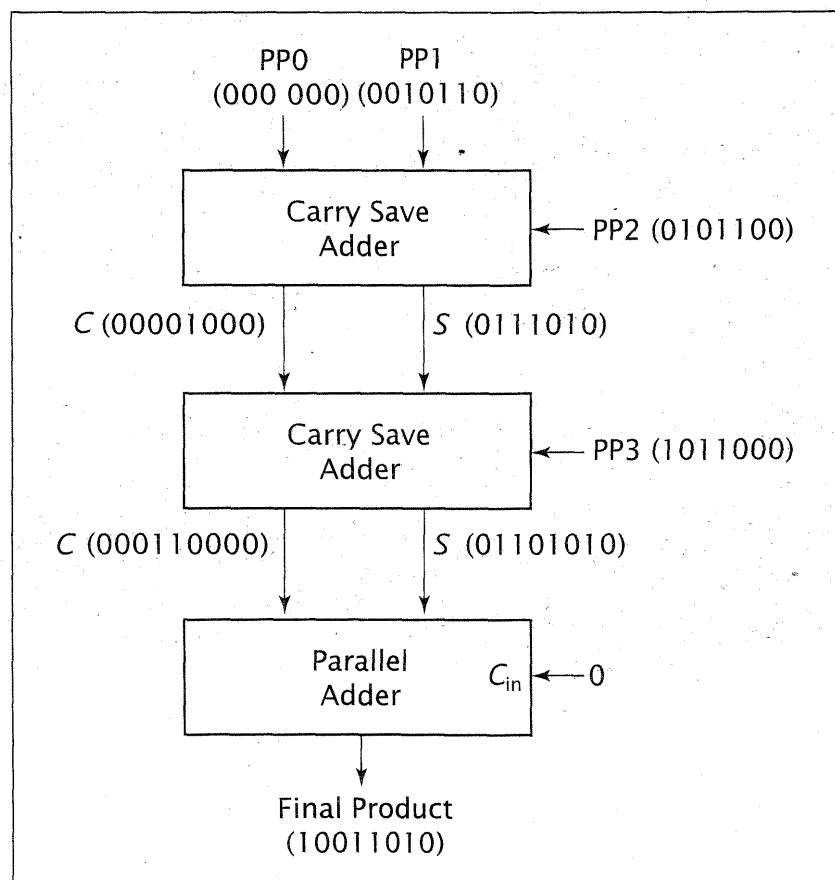 PP0 PP1
(000 000) (0010110)
Carry Save
Adder
PP2 (0101100)
C (00001000) S (0111010)
Carry Save
Adder
PP3 (1011000)
C (000110000) S (01101010)
Parallel
Adder
Cin 0
Final Product
(10011010)